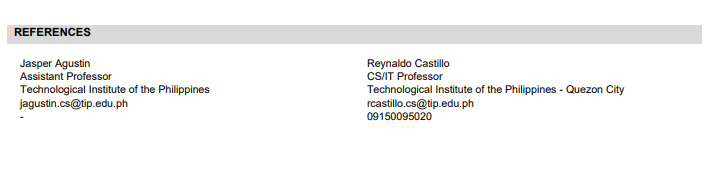 REFERENCES
Jasper Agustin
Assistant Professor
Technological Institute of the Philippines
jagustin.cs@tip.edu.ph
-
Reynaldo Castillo
CS/IT Professor
Technological Institute of the Philippines - Quezon City
rcastillo.cs@tip.edu.ph
09150095020